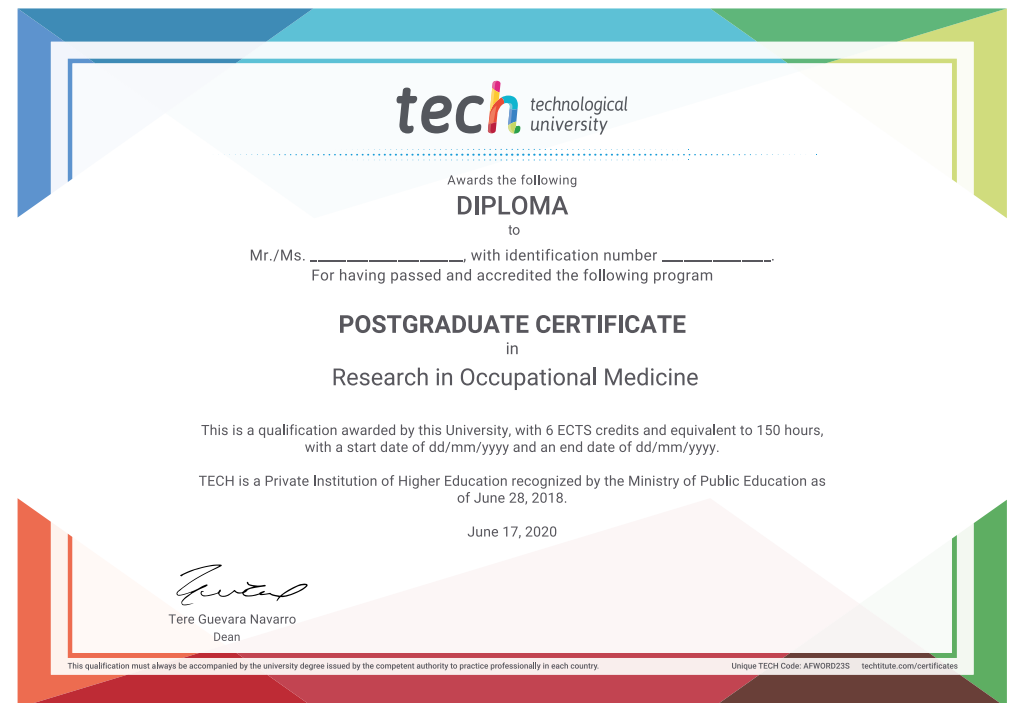 tech technological
university
Awards the following
DIPLOMA
to
Mr./Ms. ____________________, with identification number ______________.
For having passed and accredited the following program
POSTGRADUATE CERTIFICATE
in
Research in Occupational Medicine
This is a qualification awarded by this University, with 6 ECTS credits and equivalent to 150 hours,
with a start date of dd/mm/yyyy and an end date of dd/mm/yyyy.
TECH is a Private Institution of Higher Education recognized by the Ministry of Public Education as
of June 28, 2018.
June 17, 2020
Tere Guevara Navarro
Dean
This qualification must always be accompanied by the university degree issued by the competent authority to practice professionally in each country.
Unique TECH Code: AFWORD23S techtitute.com/certificates